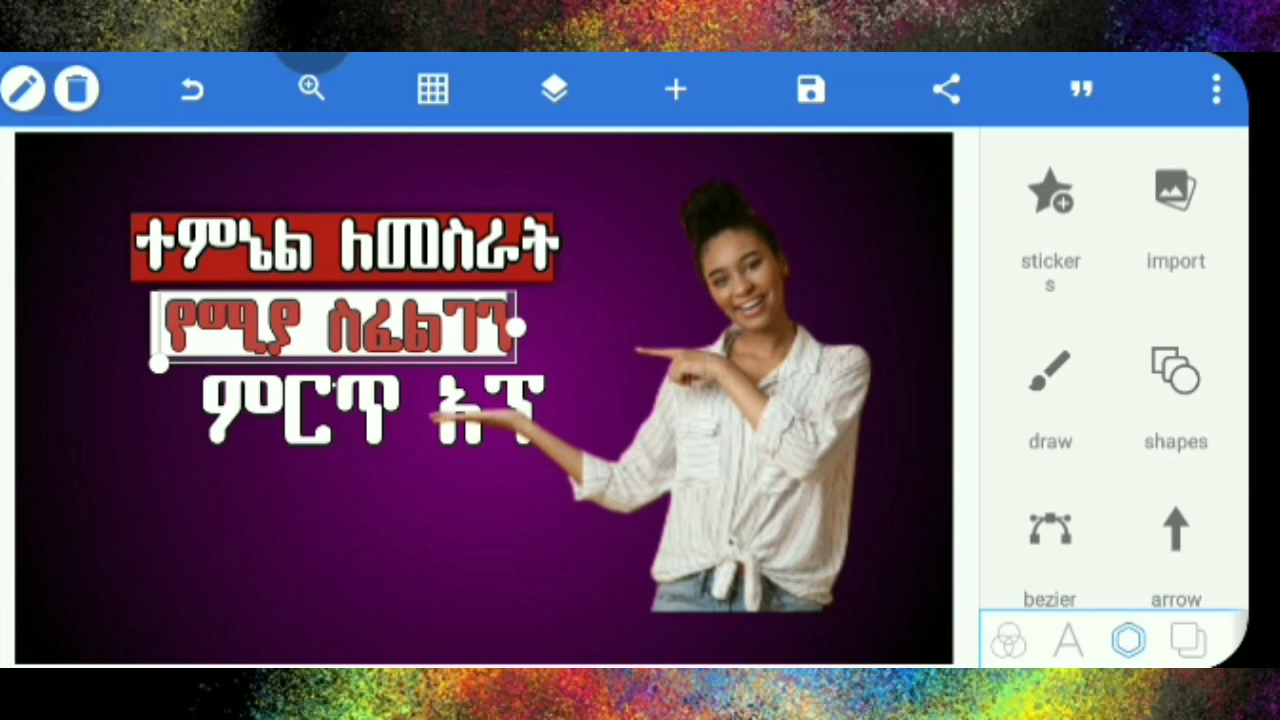 ተምኔል ለመስራት
የሚያ ስፈልገን
ምርጥ አፕ
stickers
import
draw
shapes
bezier
arrow